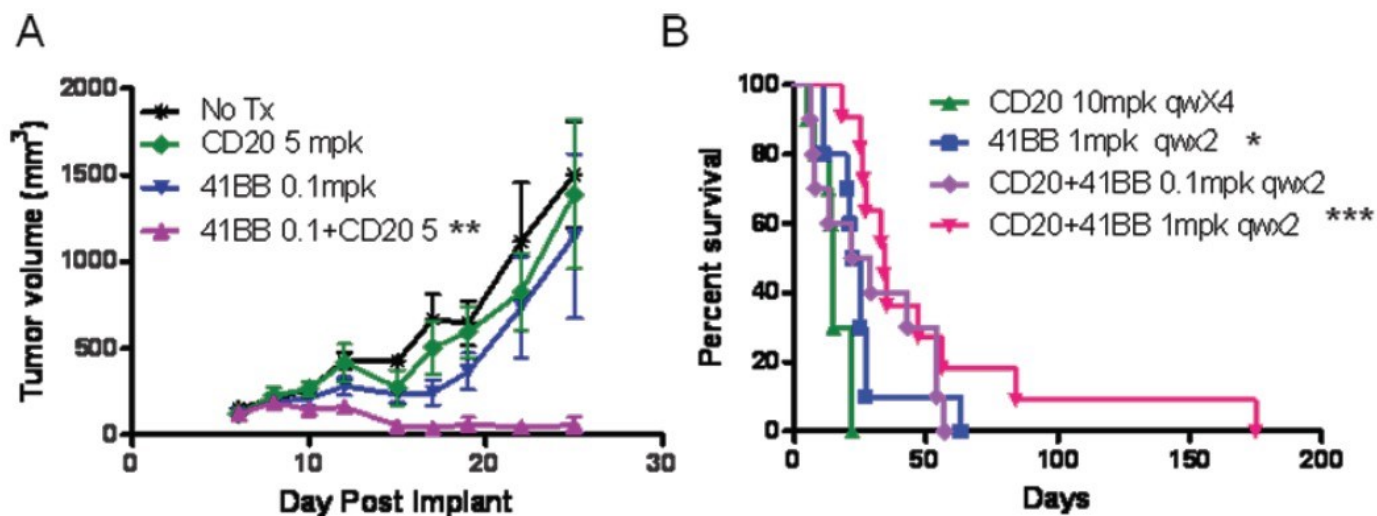 A
Tumor volume (mm³)
2000
1500
1000
500
0
No Tx
CD20 5 mpk
41BB 0.1mpk
41BB 0.1+CD20 5 **
0 10 20 30
Day Post Implant
B
Percent survival
100
80
60
40
20
0
CD20 10mpk qwX4
41BB 1mpk qwx2 *
CD20+41BB 0.1mpk qwx2
CD20+41BB 1mpk qwx2 ***
0 50 100 150 200
Days